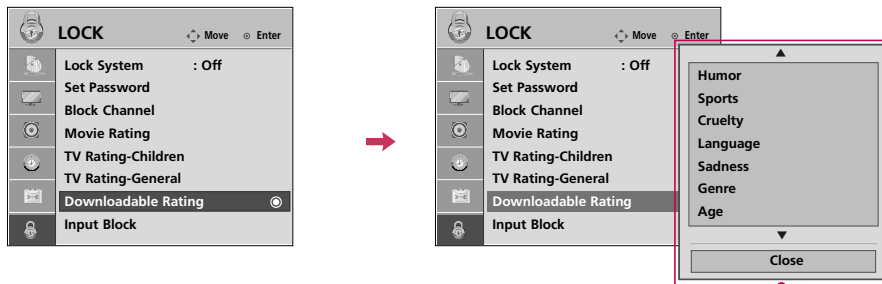 LOCK Move Enter
Lock System : Off
Set Password
Block Channel
Movie Rating
TV Rating-Children
TV Rating-General
Downloadable Rating
Input Block
LOCK Move Enter
Lock System : Off
Set Password
Block Channel
Movie Rating
TV Rating-Children
TV Rating-General
Downloadable Rating
Input Block
Humor
Sports
Cruelty
Language
Sadness
Genre
Age
Close